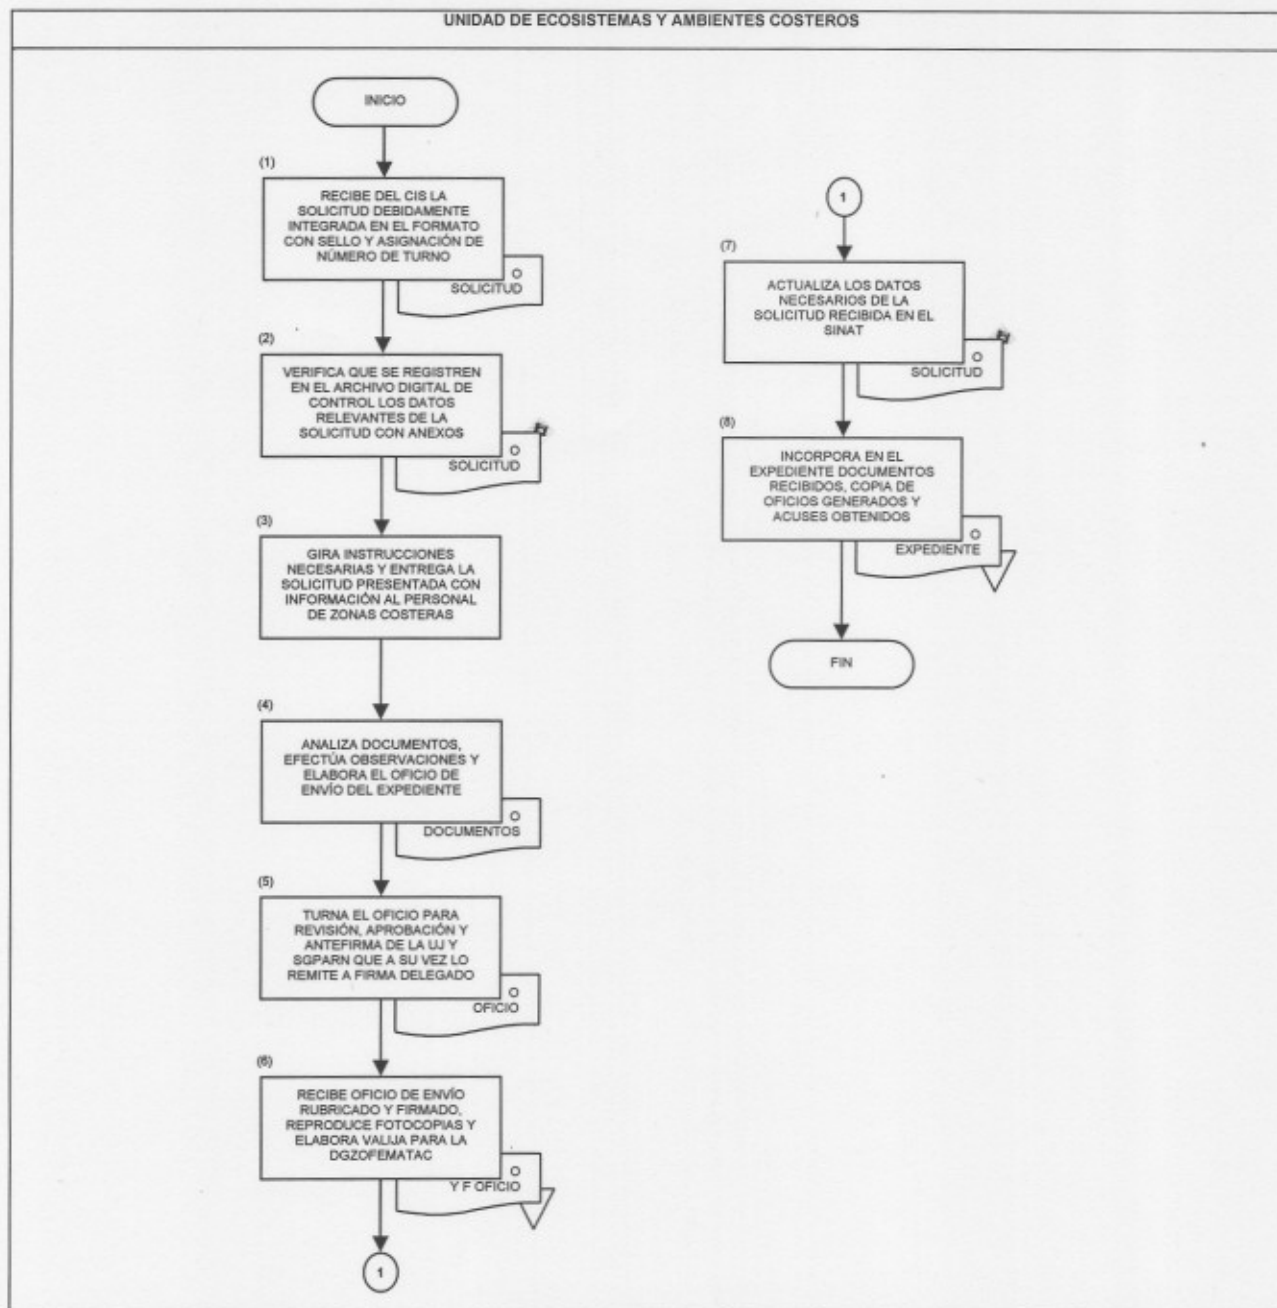 UNIDAD DE ECOSISTEMAS Y AMBIENTES COSTEROS
INICIO
(1)
RECIBE DEL CIS LA
SOLICITUD DEBIDAMENTE
INTEGRADA EN EL FORMATO
CON SELLO Y ASIGNACIÓN DE
NÚMERO DE TURNO
O
SOLICITUD
(2)
VERIFICA QUE SE REGISTREN
EN EL ARCHIVO DIGITAL DE
CONTROL LOS DATOS
RELEVANTES DE LA
SOLICITUD CON ANEXOS
O
SOLICITUD
(3)
GIRA INSTRUCCIONES
NECESARIAS Y ENTREGA LA
SOLICITUD PRESENTADA CON
INFORMACIÓN AL PERSONAL
DE ZONAS COSTERAS
(4)
ANALIZA DOCUMENTOS,
EFECTÚA OBSERVACIONES Y
ELABORA EL OFICIO DE
ENVÍO DEL EXPEDIENTE
O
DOCUMENTOS
(5)
TURNA EL OFICIO PARA
REVISIÓN, APROBACIÓN Y
ANTEFIRMA DE LA UJ Y
SGPARN QUE A SU VEZ LO
REMITE A FIRMA DELEGADO
O
OFICIO
(6)
RECIBE OFICIO DE ENVÍO
RUBRICADO Y FIRMADO,
REPRODUCE FOTOCOPIAS Y
ELABORA VALIJA PARA LA
DGZOFEMATAC
O
Y F OFICIO
1
1
(7)
ACTUALIZA LOS DATOS
NECESARIOS DE LA
SOLICITUD RECIBIDA EN EL
SINAT
O
SOLICITUD
(8)
INCORPORA EN EL
EXPEDIENTE DOCUMENTOS
RECIBIDOS, COPIA DE
OFICIOS GENERADOS Y
ACUSES OBTENIDOS
O
EXPEDIENTE
FIN